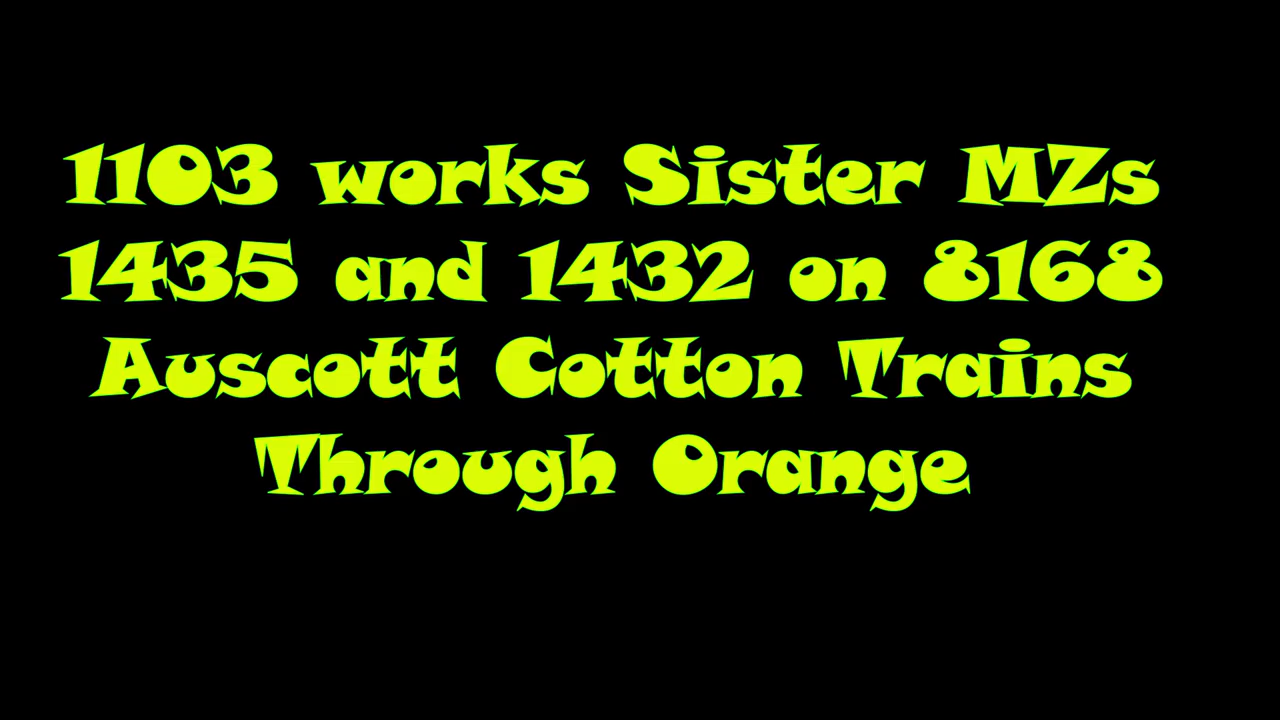 1103 works Sister MZs
1435 and 1432 on 8168
Auscott Cotton Trains
Through Orange